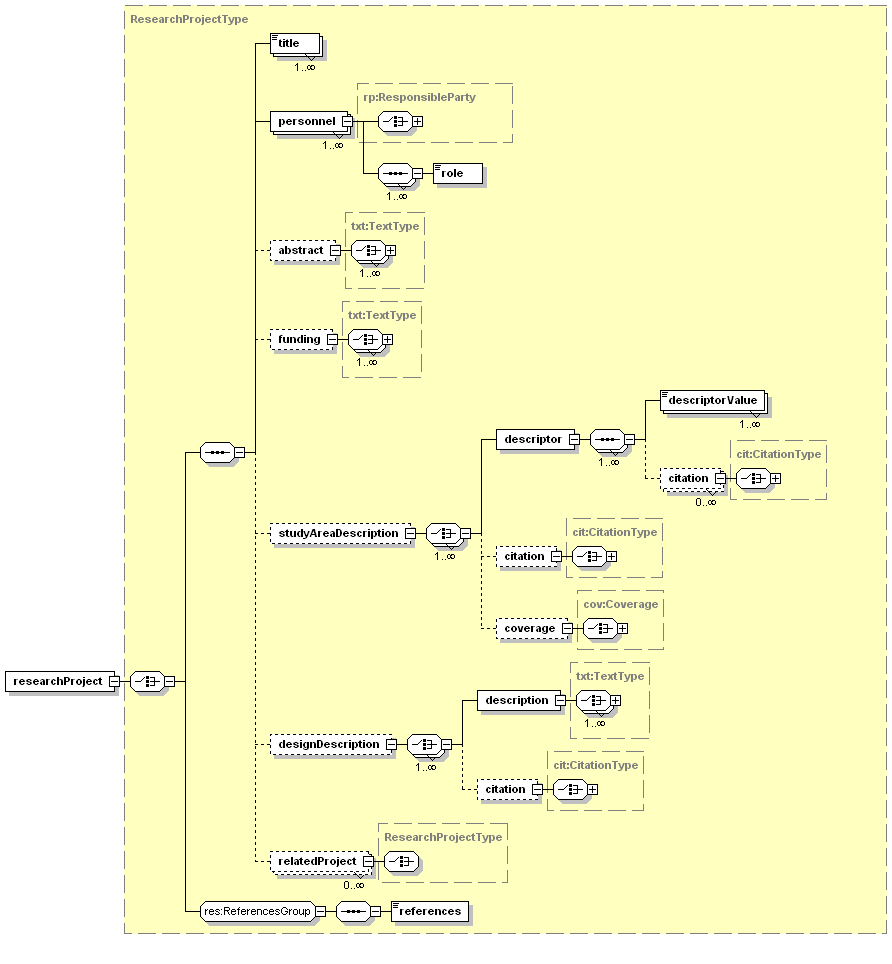 ResearchProjectType
title
1..∞
rp:ResponsibleParty
personnel
1..∞
role
1..∞
txt:TextType
abstract
1..∞
txt:TextType
funding
1..∞
descriptorValue
1..∞
descriptor
1..∞
cit:CitationType
citation
0..∞
studyAreaDescription
1..∞
cit:CitationType
citation
cov:Coverage
coverage
researchProject
txt:TextType
description
1..∞
designDescription
1..∞
cit:CitationType
citation
ResearchProjectType
relatedProject
0..∞
res:ReferencesGroup
references